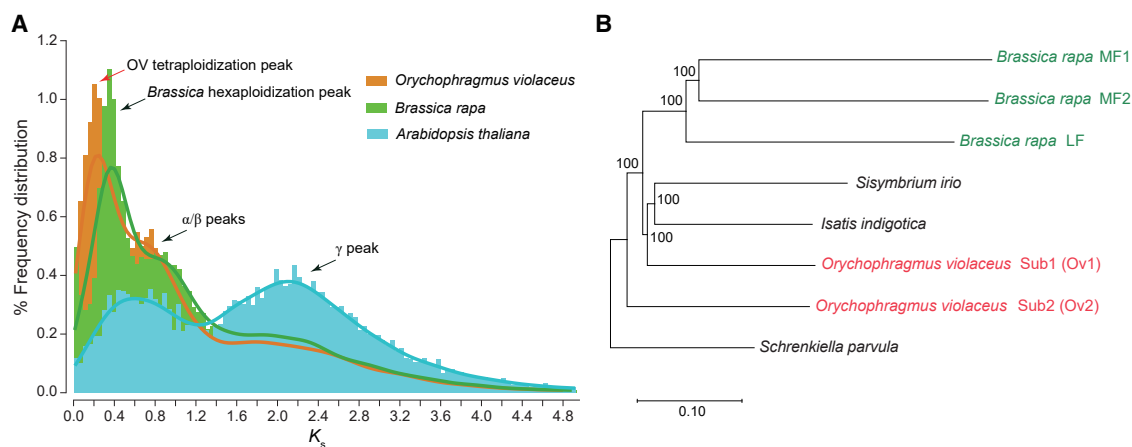 A
OV tetraploidization peak
Brassica hexaploidization peak
α/β peaks
γ peak
Orychophragmus violaceus
Brassica rapa
Arabidopsis thaliana
% Frequency distribution
1.2
1.0
0.8
0.6
0.4
0.2
0.0
0.0 0.4 0.8 1.2 1.6 2.0 2.4 2.8 3.2 3.6 4.0 4.4 4.8
Ks
B
Brassica rapa MF1
100
Brassica rapa MF2
100
Brassica rapa LF
100
Sisymbrium irio
100
Isatis indigotica
100
Orychophragmus violaceus Sub1 (Ov1)
Orychophragmus violaceus Sub2 (Ov2)
Schrenkiella parvula
0.10